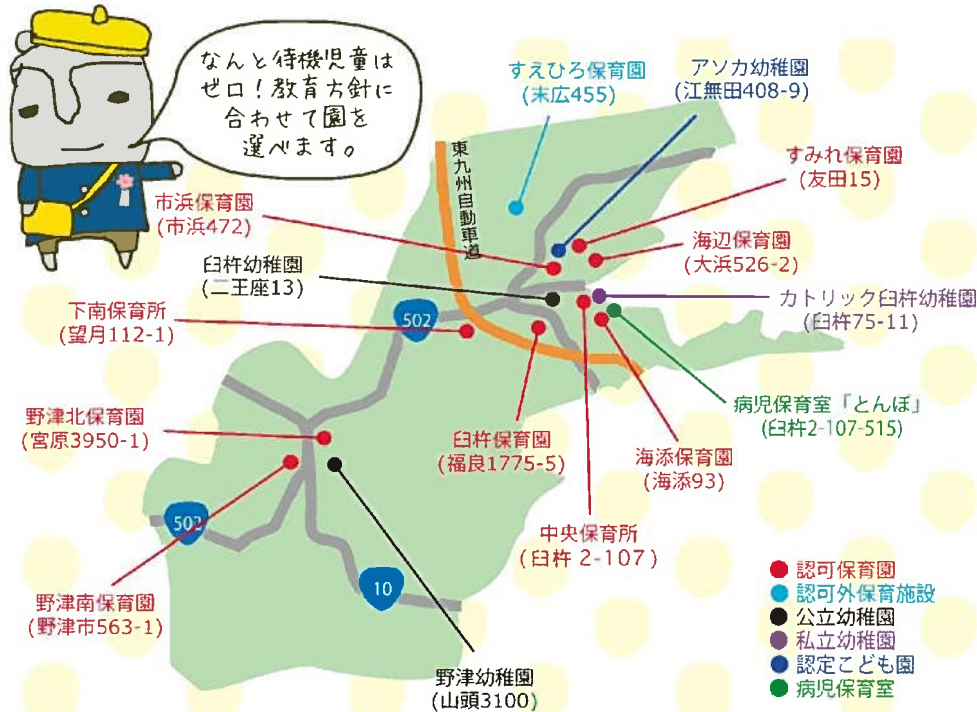 なんと待機児童は
ゼロ！教育方針に
合わせて園を
選べます。
すえひろ保育園
(末広455)
アソカ幼稚園
(江無田408-9)
東九州自動車道
すみれ保育園
(友田15)
市浜保育園
(市浜472)
海辺保育園
(大浜526-2)
臼杵幼稚園
(二王座13)
カトリック臼杵幼稚園
(臼杵75-11)
下南保育所
(望月112-1)
502
病児保育室「とんぼ」
(臼杵2-107-515)
野津北保育園
(宮原3950-1)
臼杵保育園
(福良1775-5)
海添保育園
(海添93)
中央保育所
(臼杵 2-107)
502
10
野津南保育園
(野津市563-1)
野津幼稚園
(山頭3100)
認可保育園
認可外保育施設
公立幼稚園
私立幼稚園
認定こども園
病児保育室